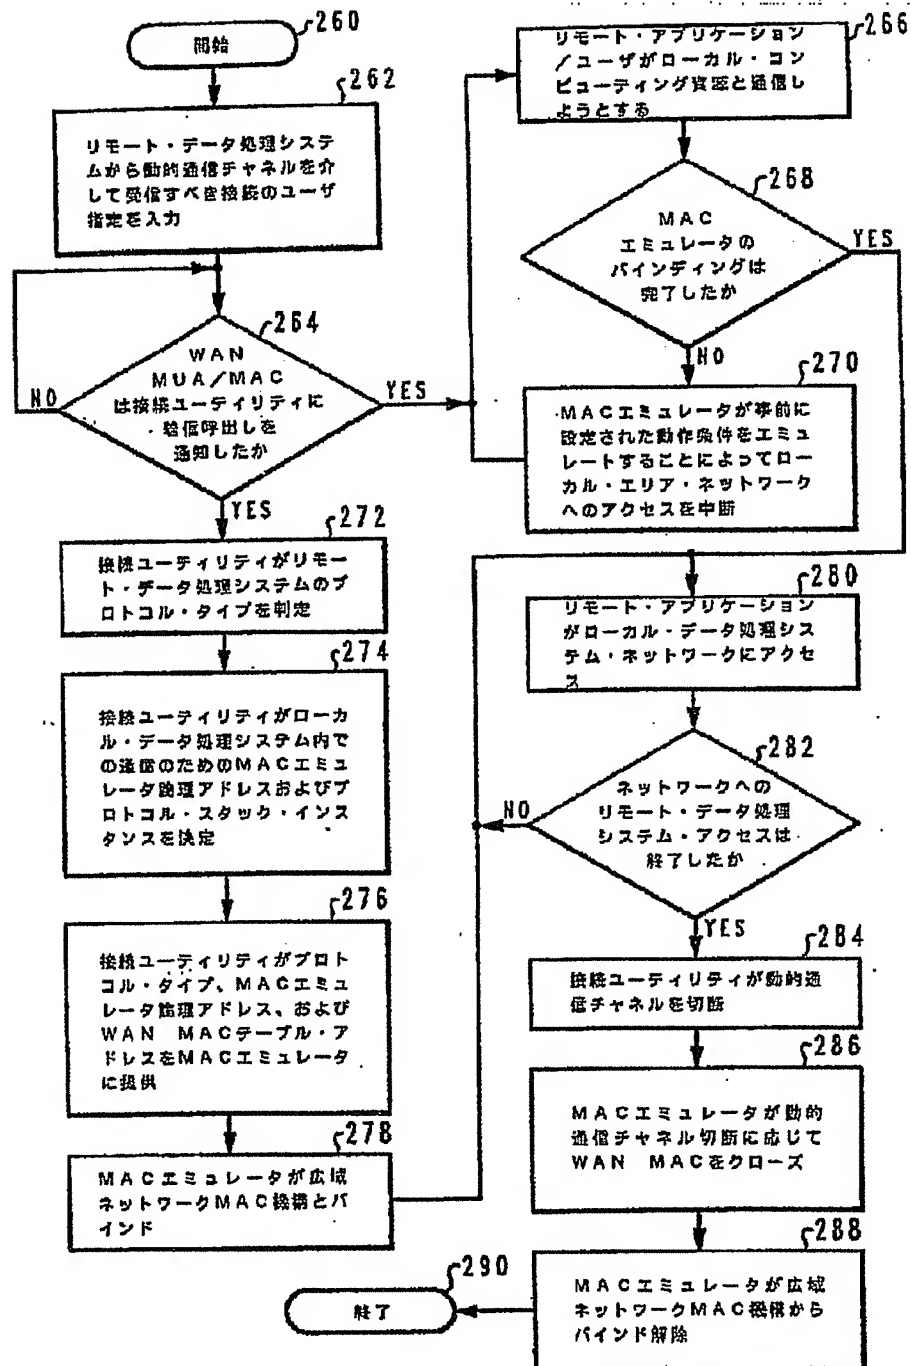 260
開始
262
リモート・データ処理システ
ムから動的通信チャネルを介
して受信すべき接続のユーザ
指定を入力
264
WAN
MUA/MAC
は接続ユーティリティに
着信呼出しを
通知したか
NO
YES
YES
266
リモート・アプリケーション
/ユーザがローカル・コン
ピューティング資源と通信し
ようとする
268
MAC
エミュレータの
バインディングは
完了したか
YES
NO
270
MACエミュレータが事前に
設定された動作条件をエミュ
レートすることによってロー
カル・エリア・ネットワーク
へのアクセスを中断
272
接続ユーティリティがリモー
ト・データ処理システムのプ
ロトコル・タイプを判定
274
接続ユーティリティがローカ
ル・データ処理システム内で
の通信のためのMACエミュ
レータ論理アドレスおよびプ
ロトコル・スタック・インス
タンスを決定
276
接続ユーティリティがプロト
コル・タイプ、MACエミュ
レータ論理アドレス、および
WAN MACテーブル・ア
ドレスをMACエミュレータ
に提供
278
MACエミュレータが広域
ネットワークMAC機構とバ
インド
280
リモート・アプリケーション
がローカル・データ処理シス
テム・ネットワークにアクセ
ス
282
ネットワークへの
リモート・データ処理
システム・アクセスは
終了したか
NO
YES
284
接続ユーティリティが動的通
信チャネルを切断
286
MACエミュレータが動的
通信チャネル切断に応じて
WAN MACをクローズ
288
MACエミュレータが広域
ネットワークMAC機構から
バインド解除
290
終了